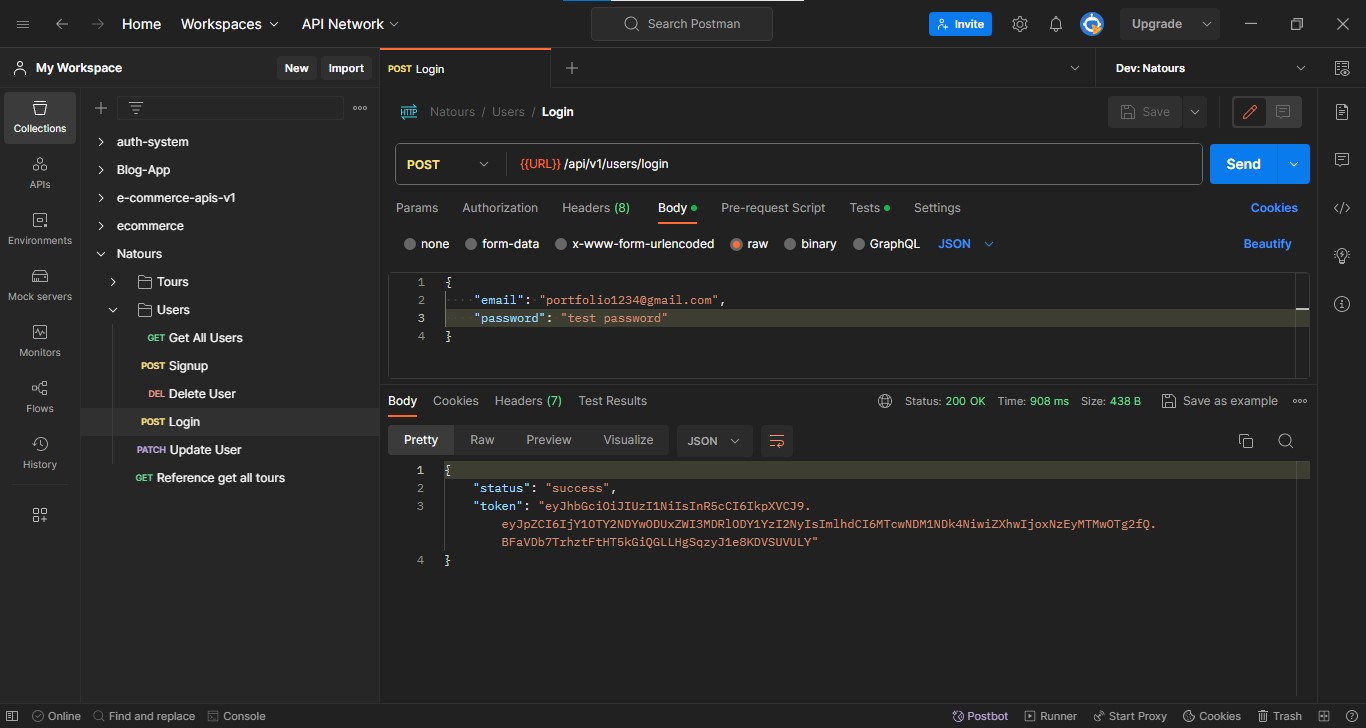 Home Workspaces API Network Search Postman Invite Upgrade
My Workspace New Import POST Login Dev: Natours
Collections
APIs
Environments
Mock servers
Monitors
Flows
History
auth-system
Blog-App
e-commerce-apis-v1
ecommerce
Natours
Tours
Users
GET Get All Users
POST Signup
DEL Delete User
POST Login
PATCH Update User
GET Reference get all tours
HTTP Natours / Users / Login Save
POST {{URL}} /api/v1/users/login Send
Params Authorization Headers (8) Body Pre-request Script Tests Settings Cookies
none form-data x-www-form-urlencoded raw binary GraphQL JSON Beautify
1 {
2 "email": "portfolio1234@gmail.com",
3 "password": "test password"
4 }
Body Cookies Headers (7) Test Results Status: 200 OK Time: 908 ms Size: 438 B Save as example
Pretty Raw Preview Visualize JSON
1 {
2 "status": "success",
3 "token": "eyJhbGciOiJIUzI1NiIsInR5cCI6IkpXVCJ9.
eyJpZCI6IjY1OTY2NDYwODUxZWI3MDRlODY1YzI2NyIsImlhdCI6MTcwNDM1NDk4NiwiZXhwIjoxNzEyMTMwOTg2fQ.
BFaVDb7TrhztFtHT5kGiQGLLHgSqzyJ1e8KDVSUVULY"
4 }
Online Find and replace Console Postbot Runner Start Proxy Cookies Trash